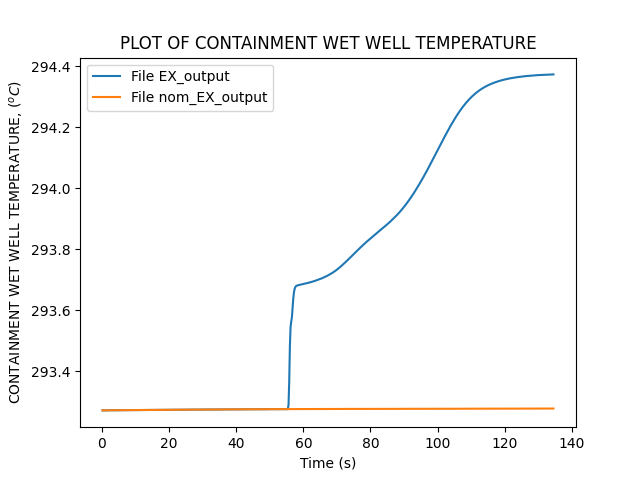 PLOT OF CONTAINMENT WET WELL TEMPERATURE
CONTAINMENT WET WELL TEMPERATURE, (°C)
294.4
294.2
294.0
293.8
293.6
293.4
File EX_output
File nom_EX_output
0 20 40 60 80 100 120 140
Time (s)